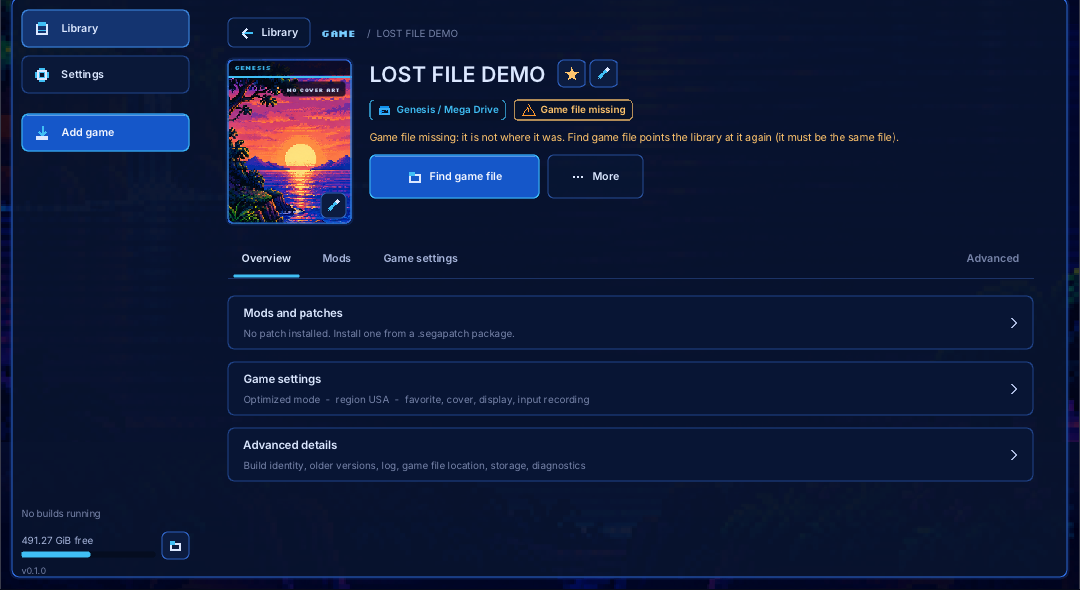 Library
Settings
Add game
Library
GAME / LOST FILE DEMO
GENESIS
NO COVER ART
LOST FILE DEMO
Genesis / Mega Drive
Game file missing
Game file missing: it is not where it was. Find game file points the library at it again (it must be the same file).
Find game file
More
Overview
Mods
Game settings
Advanced
Mods and patches
No patch installed. Install one from a .segapatch package.
Game settings
Optimized mode - region USA - favorite, cover, display, input recording
Advanced details
Build identity, older versions, log, game file location, storage, diagnostics
No builds running
491.27 GiB free
v0.1.0